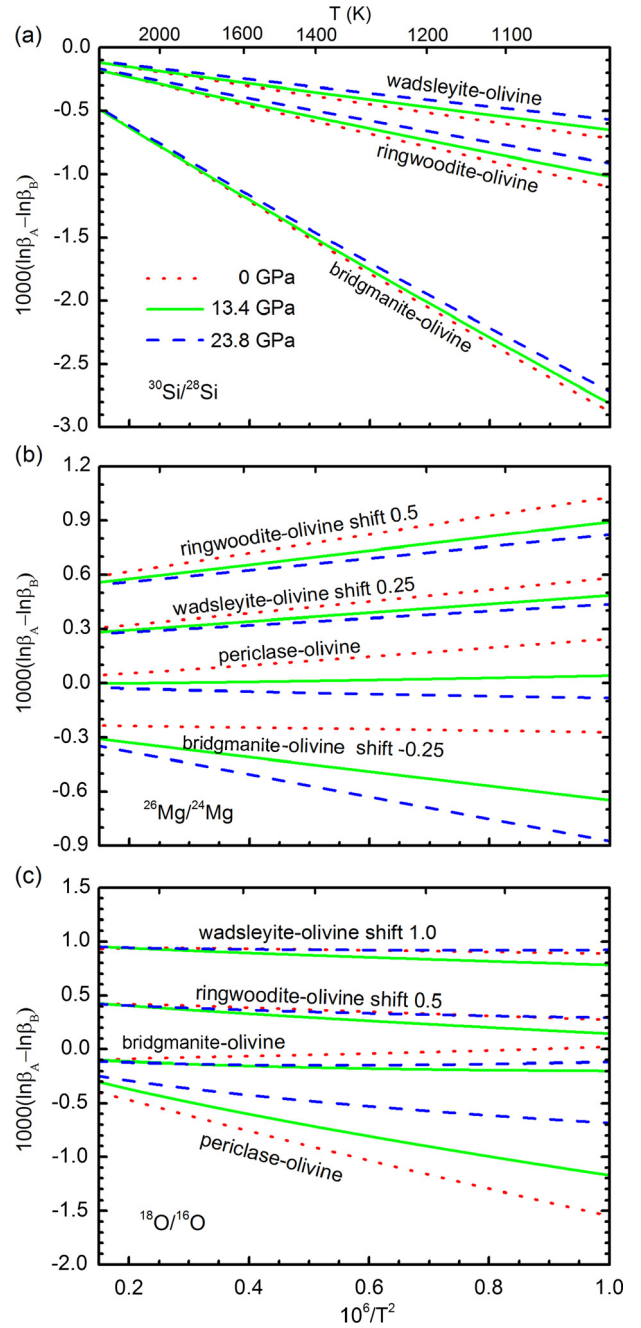 T (K)
2000 1600 1400 1200 1100
(a)
0.0
wadsleyite-olivine
-0.5
ringwoodite-olivine
-1.0
1000(lnβA−lnβB)
-1.5
bridgmanite-olivine
0 GPa
-2.0
13.4 GPa
23.8 GPa
-2.5
30Si/28Si
-3.0
(b)
1.2
ringwoodite-olivine shift 0.5
0.9
0.6
wadsleyite-olivine shift 0.25
1000(lnβA−lnβB)
0.3
periclase-olivine
0.0
-0.3
bridgmanite-olivine shift -0.25
-0.6
26Mg/24Mg
-0.9
(c)
1.5
wadsleyite-olivine shift 1.0
1.0
ringwoodite-olivine shift 0.5
0.5
1000(lnβA−lnβB)
bridgmanite-olivine
0.0
-0.5
periclase-olivine
-1.0
-1.5
18O/16O
-2.0
0.2 0.4 0.6 0.8 1.0
10^6/T^2